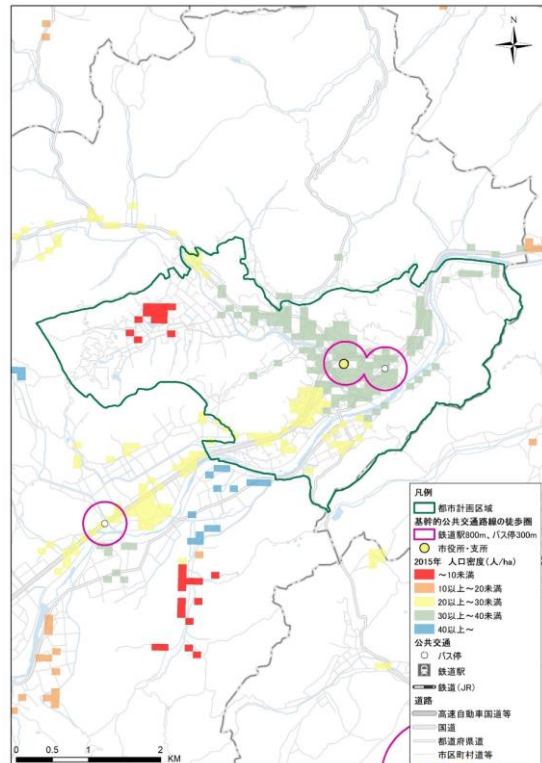 N
凡例
都市計画区域
基幹的公共交通路線の徒歩圏
鉄道駅800m、バス停300m
市役所・支所
2015年 人口密度(人/ha)
～10未満
10以上～20未満
20以上～30未満
30以上～40未満
40以上～
公共交通
バス停
鉄道駅
鉄道(JR)
道路
高速自動車国道等
国道
都道府県道
市区町村道等
0 0.5 1 2
KM